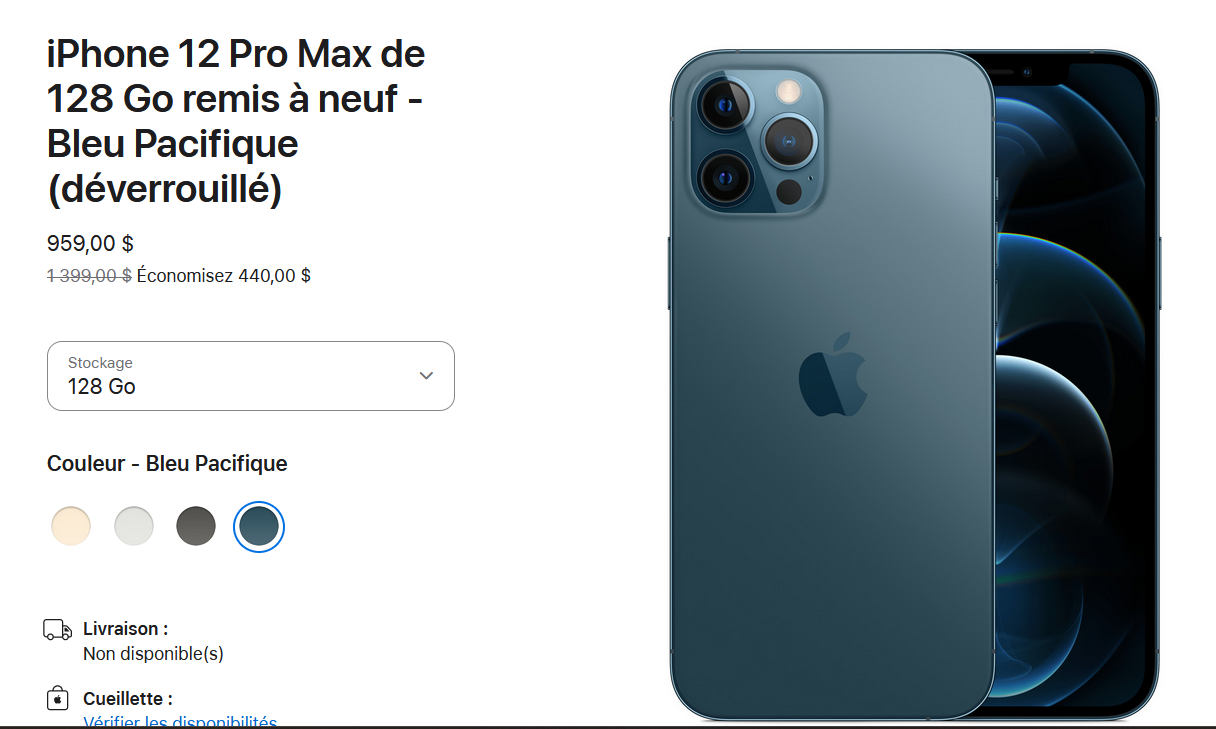 iPhone 12 Pro Max de
128 Go remis à neuf -
Bleu Pacifique
(déverrouillé)
959,00 $
1 399,00 $ Économisez 440,00 $
Stockage
128 Go
Couleur - Bleu Pacifique
Livraison :
Non disponible(s)
Cueillette :
Vérifier les disponibilités